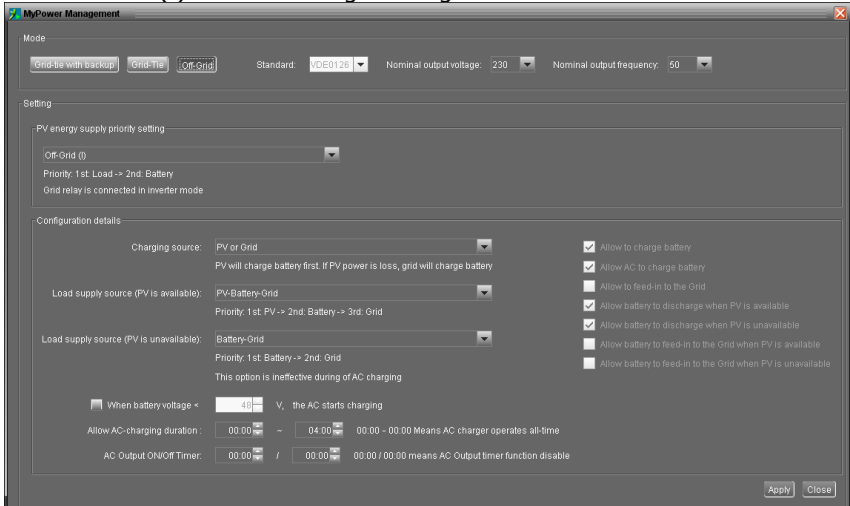 MyPower Management
Mode
Grid-tie with backup Grid-Tie Off-Grid Standard: VDE0126 Nominal output voltage: 230 Nominal output frequency: 50
Setting
PV energy supply priority setting
Off-Grid (I)
Priority: 1st: Load -> 2nd: Battery
Grid relay is connected in inverter mode
Configuration details
Charging source: PV or Grid
PV will charge battery first. If PV power is loss, grid will charge battery
Load supply source (PV is available): PV-Battery-Grid
Priority: 1st: PV -> 2nd: Battery -> 3rd: Grid
Load supply source (PV is unavailable): Battery-Grid
Priority: 1st: Battery -> 2nd: Grid
This option is ineffective during of AC charging
Allow to charge battery
Allow AC to charge battery
Allow to feed-in to the Grid
Allow battery to discharge when PV is available
Allow battery to discharge when PV is unavailable
Allow battery to feed-in to the Grid when PV is available
Allow battery to feed-in to the Grid when PV is unavailable
When battery voltage < 48 V, the AC starts charging
Allow AC-charging duration : 00:00 ~ 04:00 00:00 - 00:00 Means AC charger operates all-time
AC Output ON/Off Timer: 00:00 / 00:00 00:00 / 00:00 means AC Output timer function disable
Apply Close